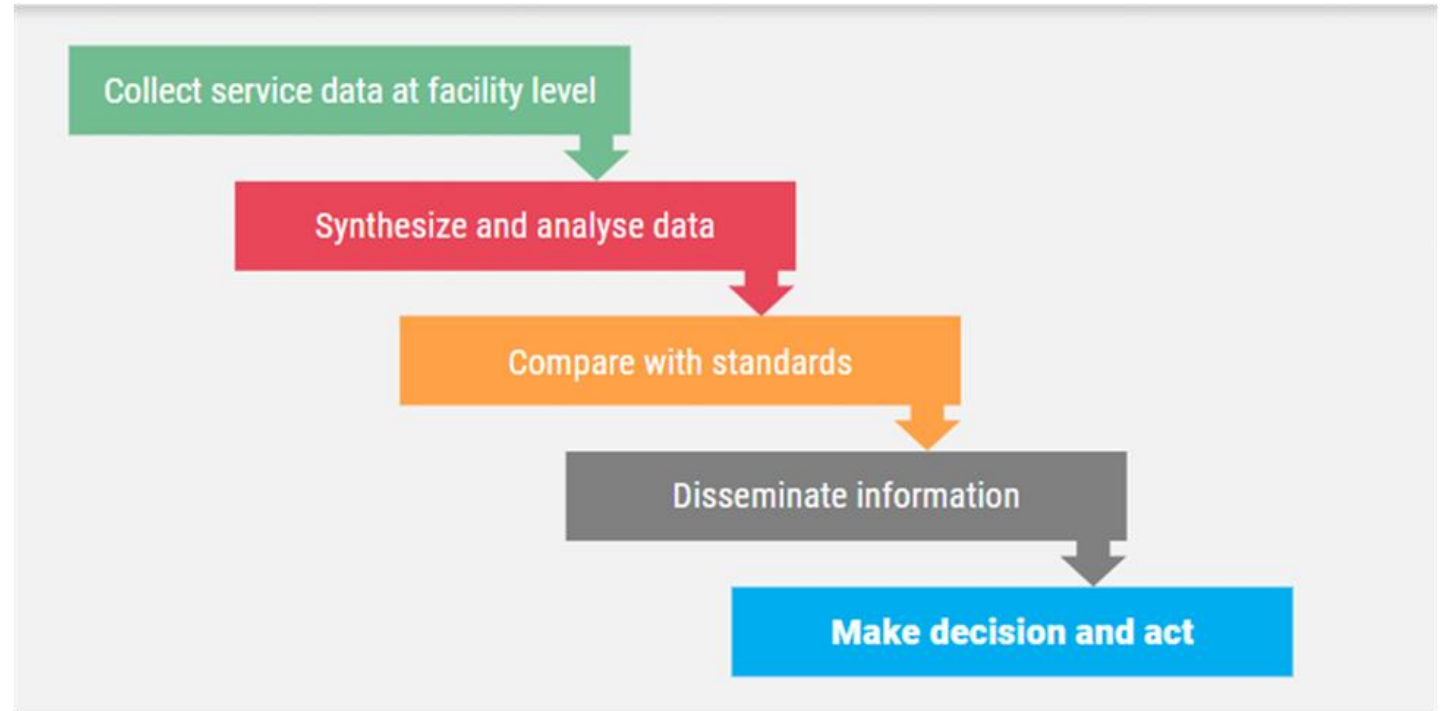 Collect service data at facility level
Synthesize and analyse data
Compare with standards
Disseminate information
Make decision and act